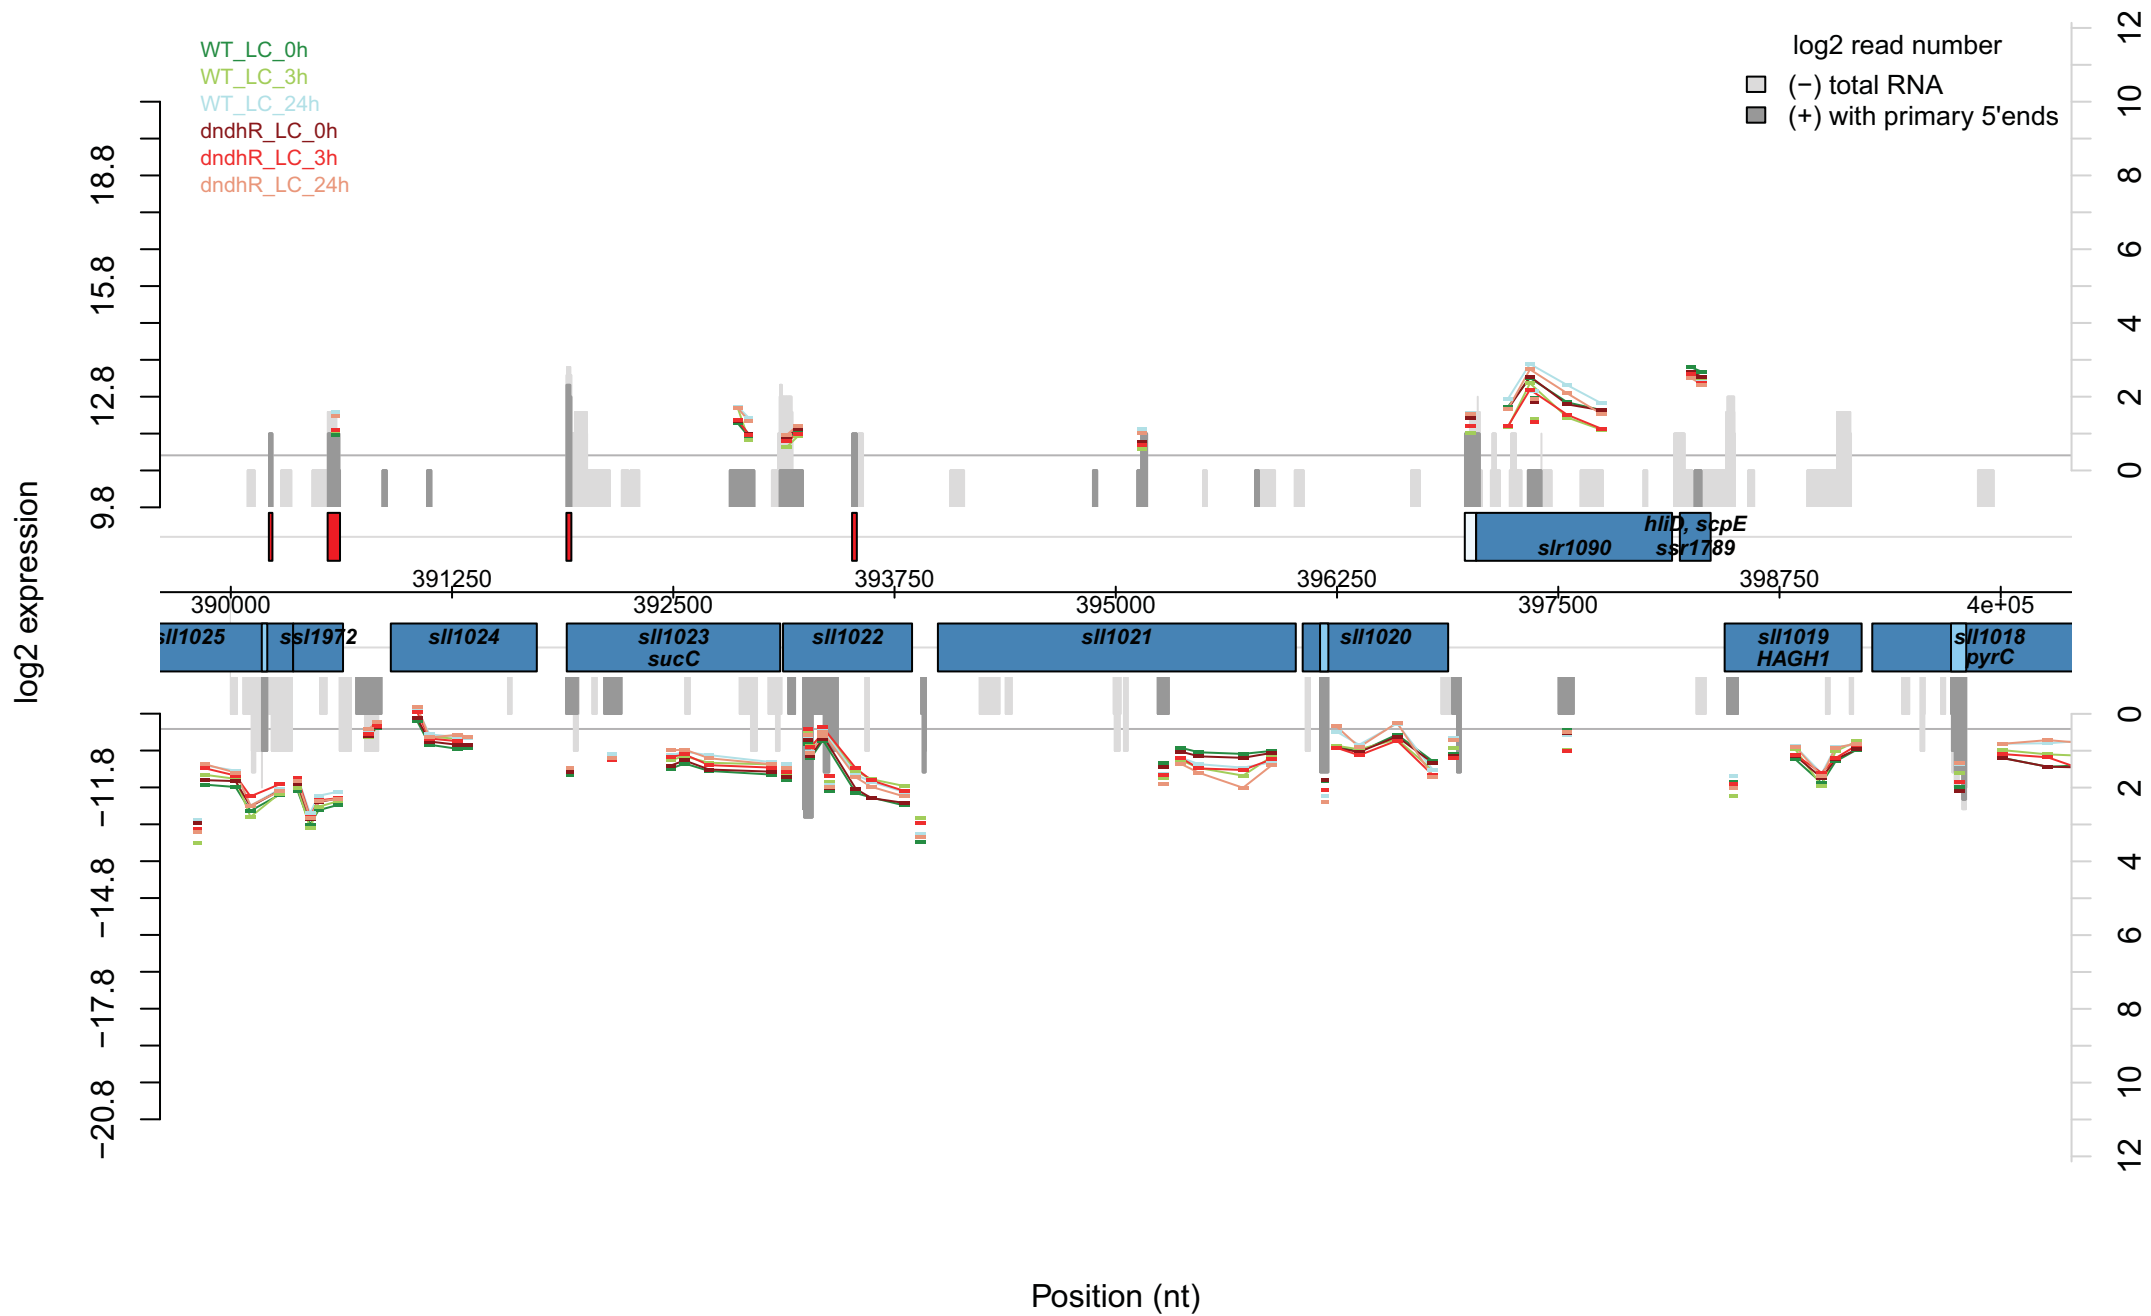 WT_LC_0h
WT_LC_3h
WT_LC_24h
dndhR_LC_0h
dndhR_LC_3h
dndhR_LC_24h
log2 read number
(−) total RNA
(+) with primary 5'ends
log2 expression
18.8
15.8
12.8
9.8
12
10
8
6
4
2
0
hliD, scpE
slr1090 ssr1789
391250 393750 396250 398750
390000 392500 395000 397500 4e+05
sll1025 ssl1972 sll1024 sll1023 sll1022 sll1021 sll1020 sll1019 sll1018
sucC HAGH1 pyrC
−11.8
−14.8
−17.8
−20.8
0
2
4
6
8
10
12
Position (nt)